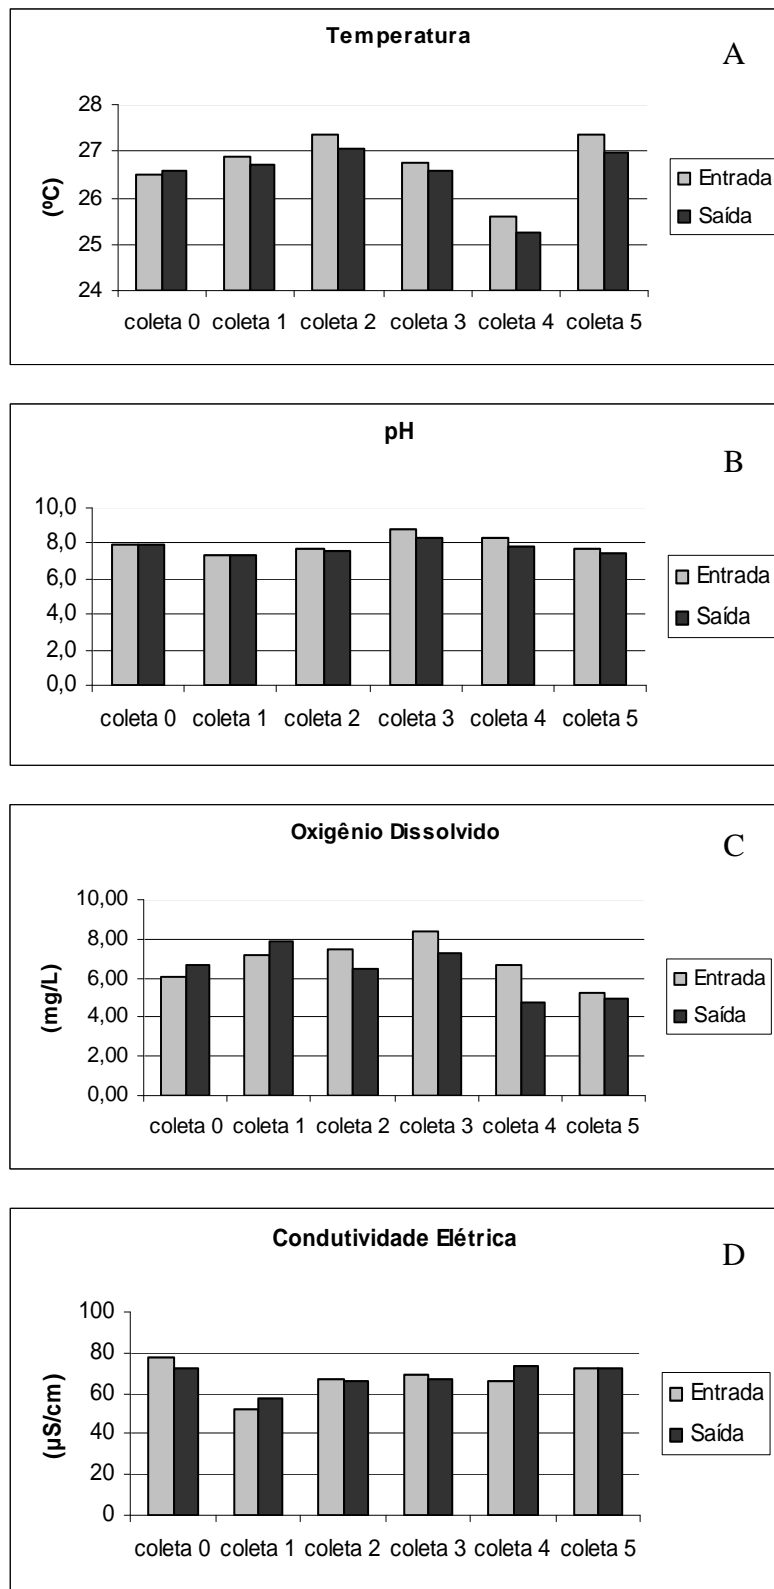 Temperatura
A
28
27
26
25
24
(ºC)
coleta 0 coleta 1 coleta 2 coleta 3 coleta 4 coleta 5
Entrada
Saída
pH
B
10,0
8,0
6,0
4,0
2,0
0,0
coleta 0 coleta 1 coleta 2 coleta 3 coleta 4 coleta 5
Entrada
Saída
Oxigênio Dissolvido
C
10,00
8,00
6,00
4,00
2,00
0,00
(mg/L)
coleta 0 coleta 1 coleta 2 coleta 3 coleta 4 coleta 5
Entrada
Saída
Condutividade Elétrica
D
100
80
60
40
20
0
(µS/cm)
coleta 0 coleta 1 coleta 2 coleta 3 coleta 4 coleta 5
Entrada
Saída